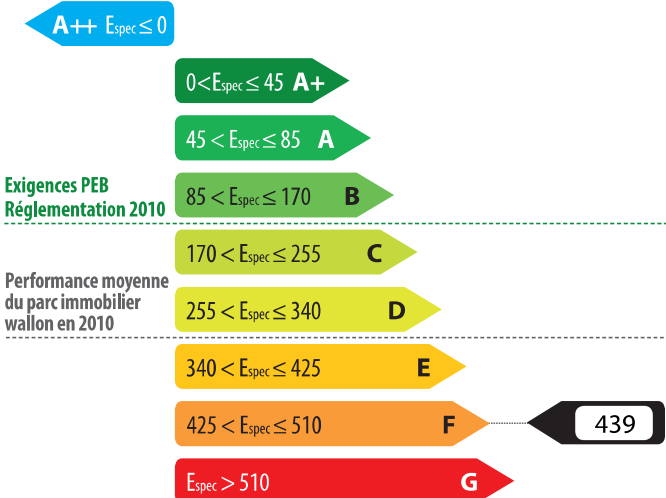 A++ Espec ≤ 0
0 < Espec ≤ 45 A+
45 < Espec ≤ 85 A
Exigences PEB
Réglementation 2010
85 < Espec ≤ 170 B
170 < Espec ≤ 255 C
Performance moyenne
du parc immobilier
wallon en 2010
255 < Espec ≤ 340 D
340 < Espec ≤ 425 E
425 < Espec ≤ 510 F
439
Espec > 510 G